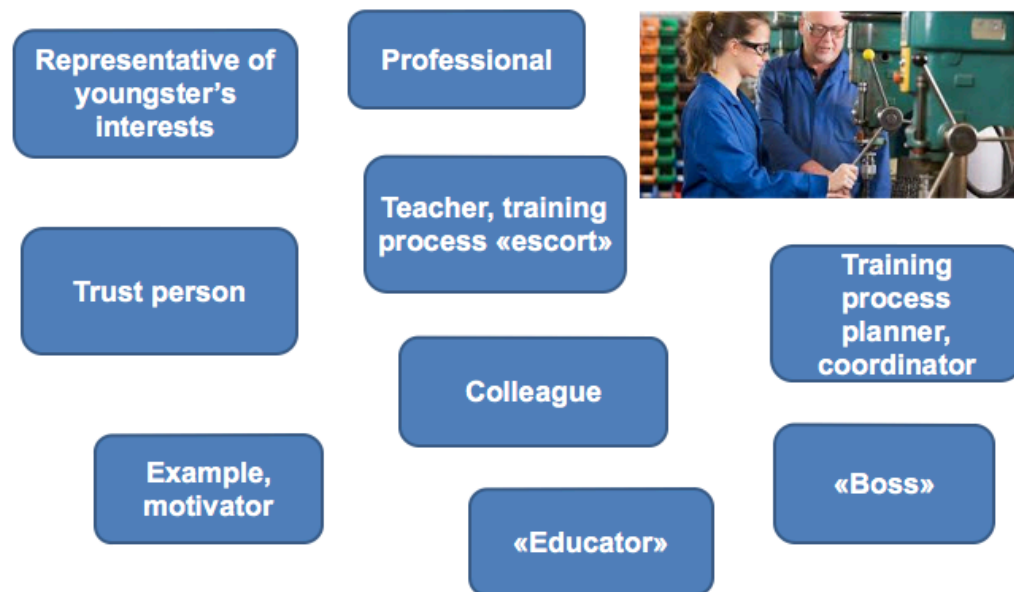 Representative of
youngster's
interests
Professional
Teacher, training
process «escort»
Trust person
Training
process
planner,
coordinator
Colleague
Example,
motivator
«Boss»
«Educator»